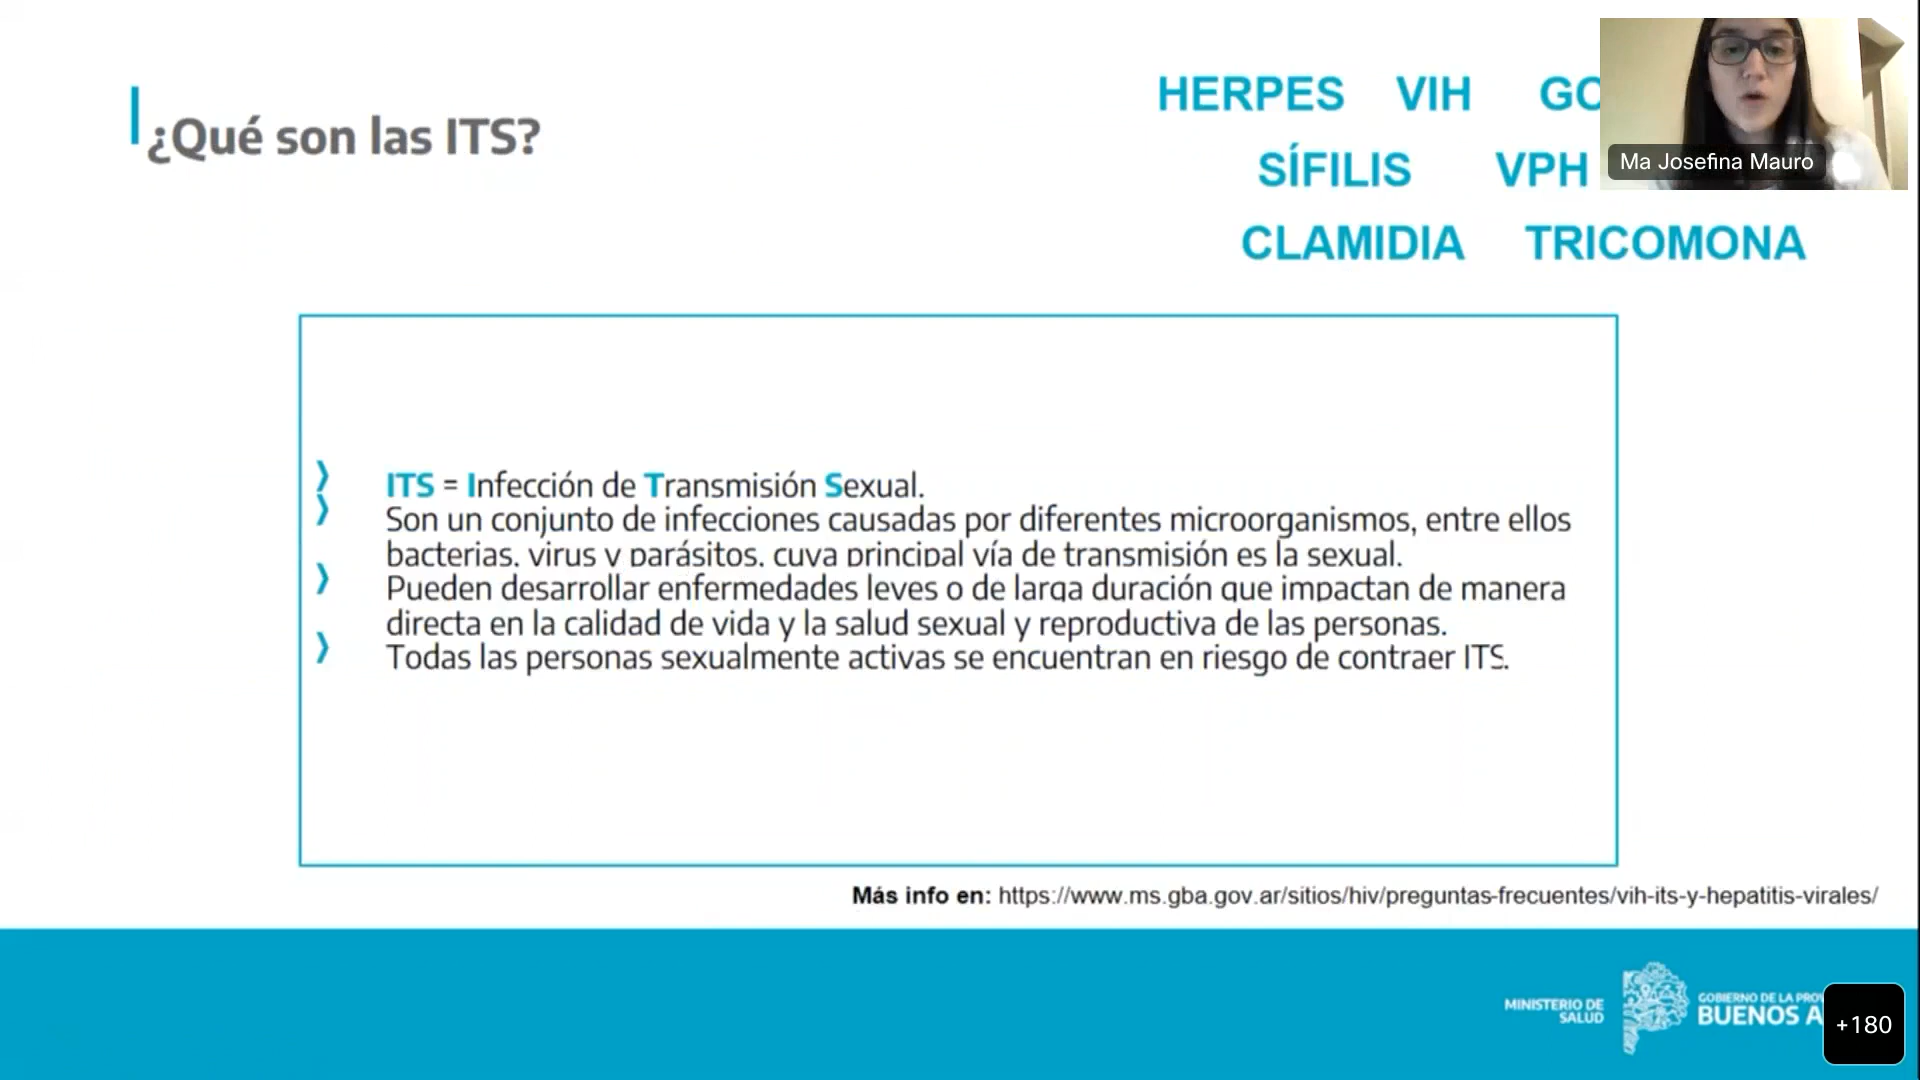 ¿Qué son las ITS?
HERPES VIH
SÍFILIS VPH
Ma Josefina Mauro
CLAMIDIA TRICOMONA
ITS = Infección de Transmisión Sexual.
Son un conjunto de infecciones causadas por diferentes microorganismos, entre ellos
bacterias, virus y parásitos, cuya principal vía de transmisión es la sexual.
Pueden desarrollar enfermedades leves o de larga duración que impactan de manera
directa en la calidad de vida y la salud sexual y reproductiva de las personas.
Todas las personas sexualmente activas se encuentran en riesgo de contraer ITS.
Más info en: https://www.ms.gba.gov.ar/sitios/hiv/preguntas-frecuentes/vih-its-y-hepatitis-virales/
MINISTERIO DE
SALUD
GOBIERNO DE LA
BUENOS
+180